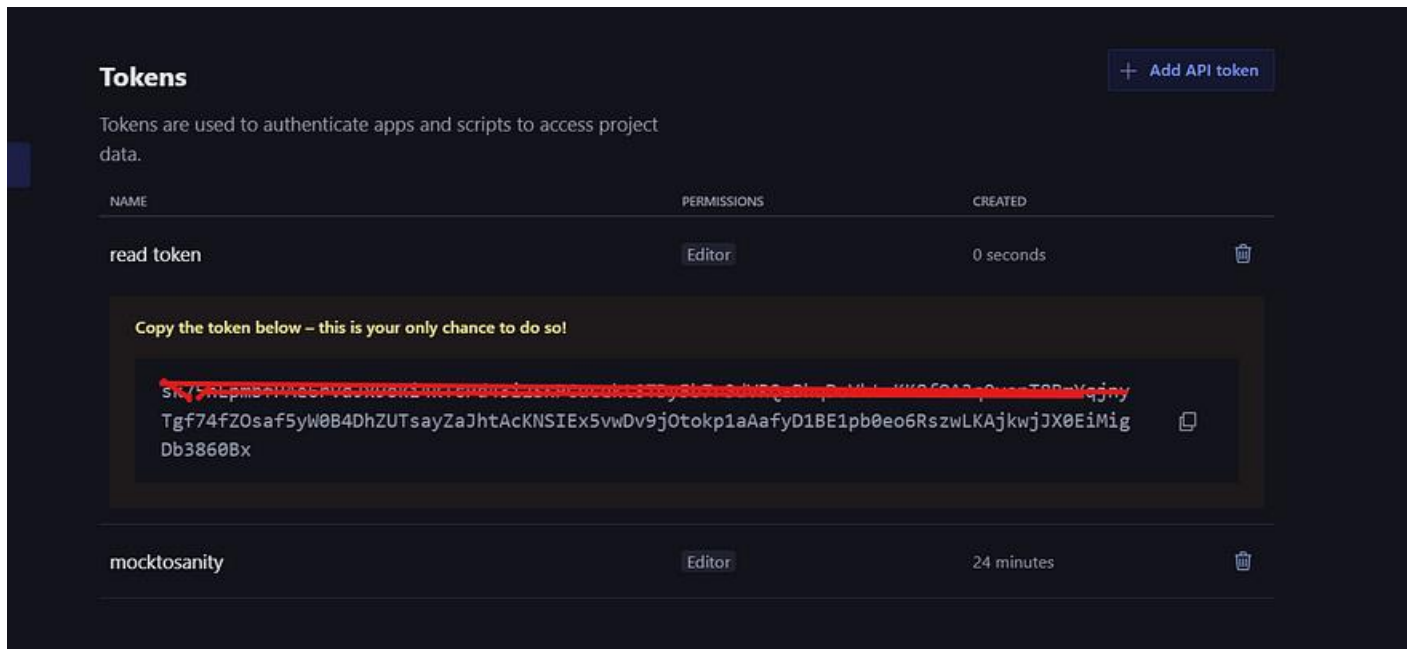 Tokens
+ Add API token
Tokens are used to authenticate apps and scripts to access project
data.
NAME PERMISSIONS CREATED
read token Editor 0 seconds
Copy the token below – this is your only chance to do so!
Tgf74fZOsaf5yW0B4DhZUTsayZaJhtAcKNSIEx5vwDv9jOtokp1aAafyD1BE1pb0eo6RszwLKAjkwjJX0EiMig
Db3860Bx
mocktosanity Editor 24 minutes